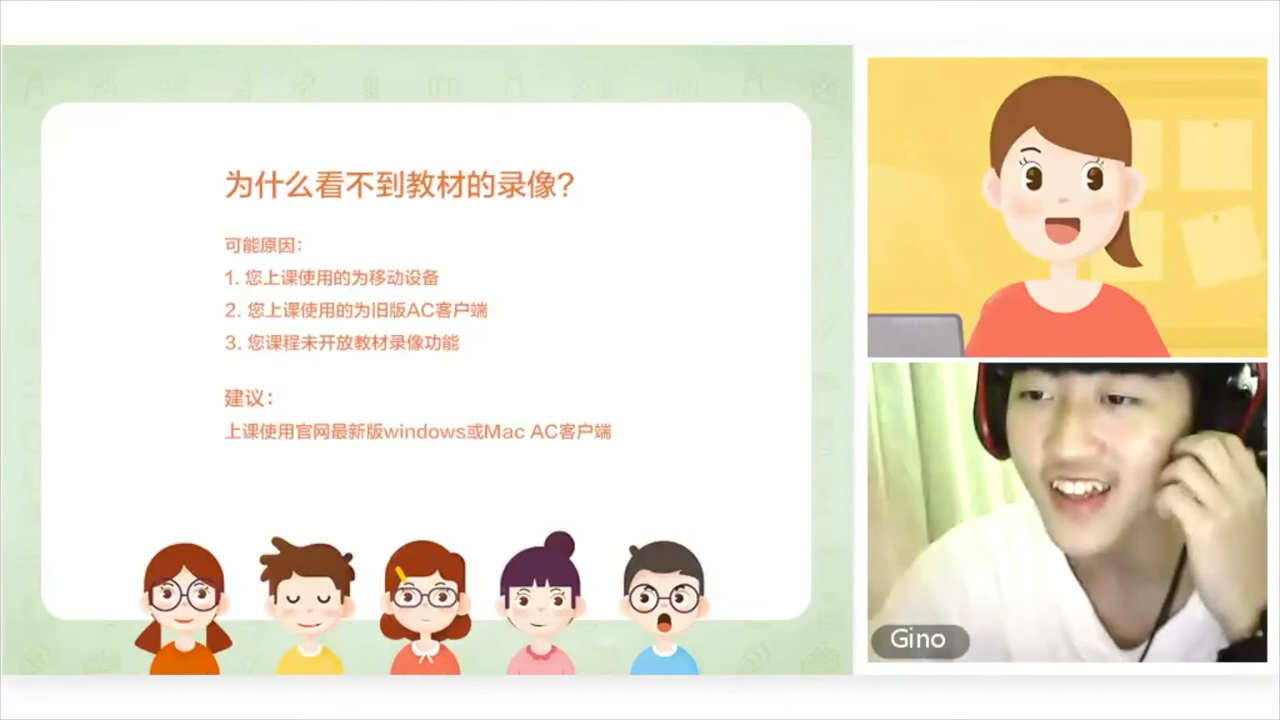 为什么看不到教材的录像?
可能原因:
1. 您上课使用的为移动设备
2. 您上课使用的为旧版AC客户端
3. 您课程未开放教材录像功能
建议:
上课使用官网最新版windows或Mac AC客户端
Gino